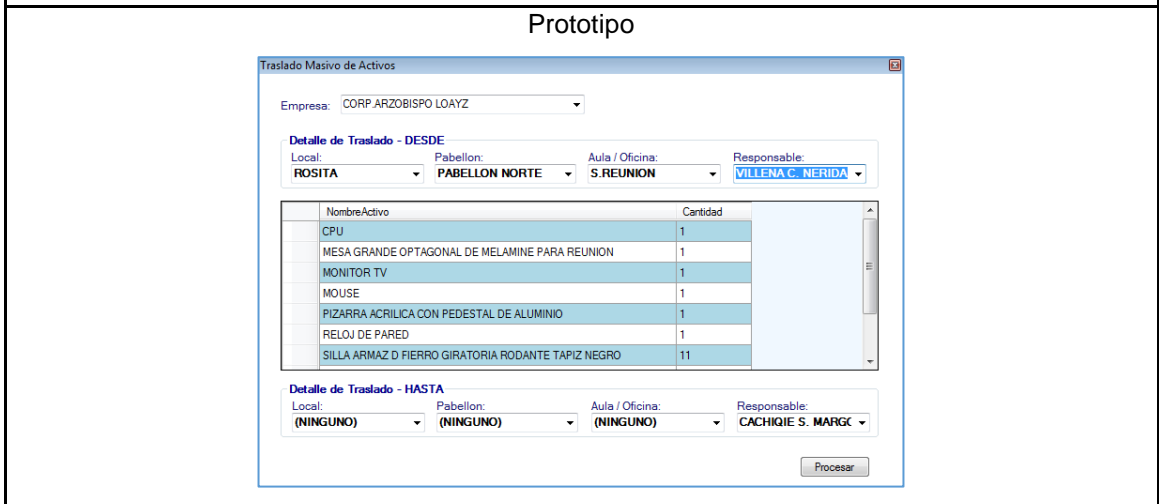 Prototipo
Traslado Masivo de Activos
Empresa: CORP.ARZOBISPO LOAYZ
Detalle de Traslado - DESDE
Local: Pabellon: Aula / Oficina: Responsable:
ROSITA PABELLON NORTE S.REUNION VILLENA C. NERIDA
NombreActivo Cantidad
CPU 1
MESA GRANDE OPTAGONAL DE MELAMINE PARA REUNION 1
MONITOR TV 1
MOUSE 1
PIZARRA ACRILICA CON PEDESTAL DE ALUMINIO 1
RELOJ DE PARED 1
SILLA ARMAZ D FIERRO GIRATORIA RODANTE TAPIZ NEGRO 11
Detalle de Traslado - HASTA
Local: Pabellon: Aula / Oficina: Responsable:
(NINGUNO) (NINGUNO) (NINGUNO) CACHIQIE S. MARGC
Procesar